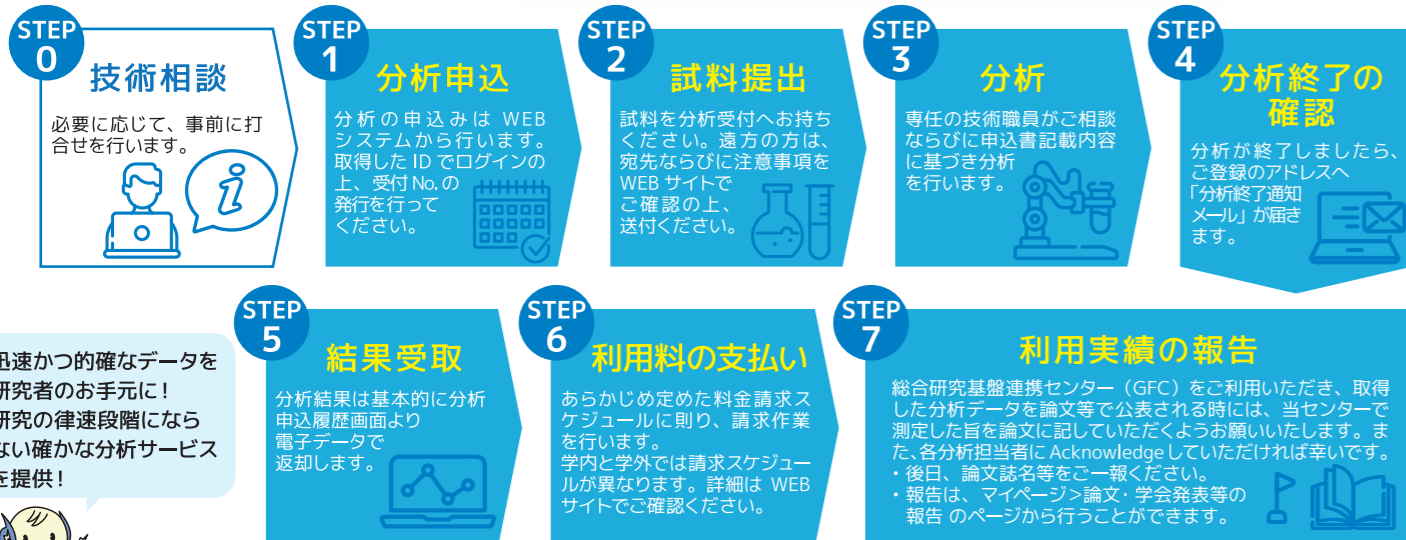 STEP
0
技術相談
必要に応じて、事前に打
合せを行います。
STEP
1
分析申込
分析の申込みは WEB
システムから行います。
取得した ID でログインの
上、受付 No. の
発行を行って
ください。
STEP
2
試料提出
試料を分析受付へお持ち
ください。遠方の方は、
宛先ならびに注意事項を
WEB サイトで
ご確認の上、
送付ください。
STEP
3
分析
専任の技術職員がご相談
ならびに申込書記載内容
に基づき分析
を行います。
STEP
4
分析終了の
確認
分析が終了しましたら、
ご登録のアドレスへ
「分析終了通知
メール」が届き
ます。
迅速かつ的確なデータを
研究者のお手元に！
研究の律速段階になら
ない確かな分析サービス
を提供！
STEP
5
結果受取
分析結果は基本的に分析
申込履歴画面より
電子データで
返却します。
STEP
6
利用料の支払い
あらかじめ定めた料金請求ス
ケジュールに則り、請求作業
を行います。
学内と学外では請求スケジュー
ルが異なります。詳細は WEB
サイトでご確認ください。
STEP
7
利用実績の報告
総合研究基盤連携センター（GFC）をご利用いただき、取得
した分析データを論文等で公表される時には、当センターで
測定した旨を論文に記していただくようお願いいたします。ま
た、各分析担当者に Acknowledge していただければ幸いです。
・後日、論文誌名等をご一報ください。
・報告は、マイページ＞論文・学会発表等の
報告 のページから行うことができます。